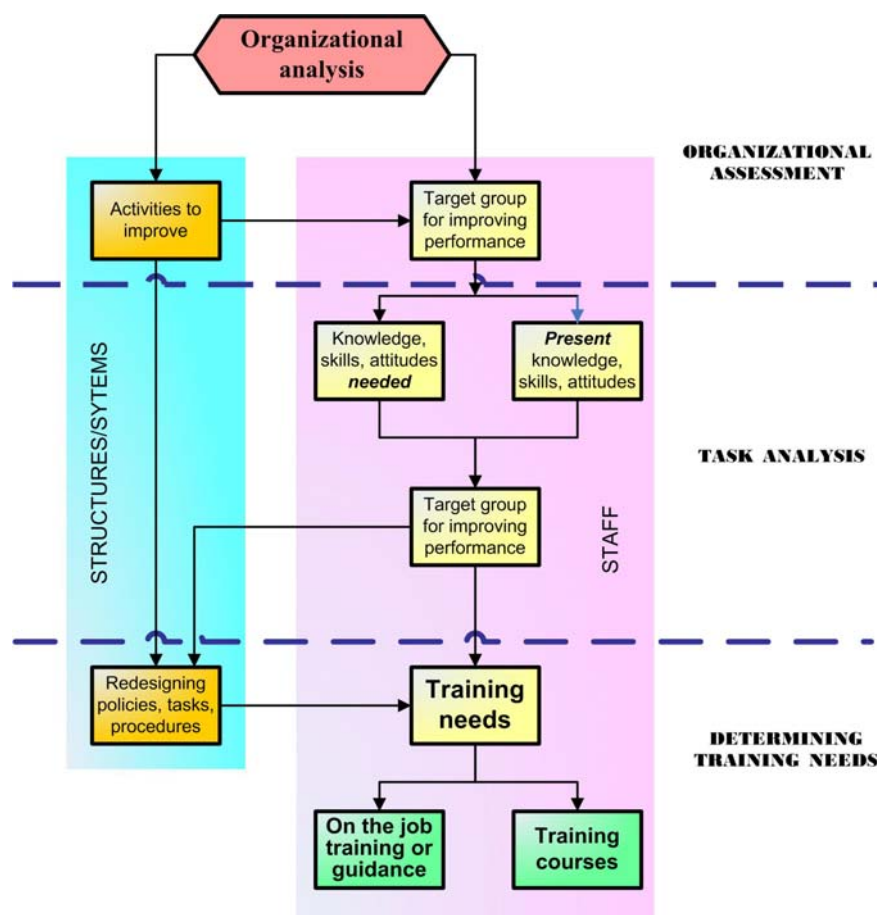 Organizational
analysis
ORGANIZATIONAL
ASSESSMENT
Activities to
improve
Target group
for improving
performance
Knowledge,
skills, attitudes
needed
Present
knowledge,
skills, attitudes
STRUCTURES/SYTEMS
TASK ANALYSIS
Target group
for improving
performance
STAFF
Redesigning
policies, tasks,
procedures
Training
needs
DETERMINING
TRAINING NEEDS
On the job
training or
guidance
Training
courses